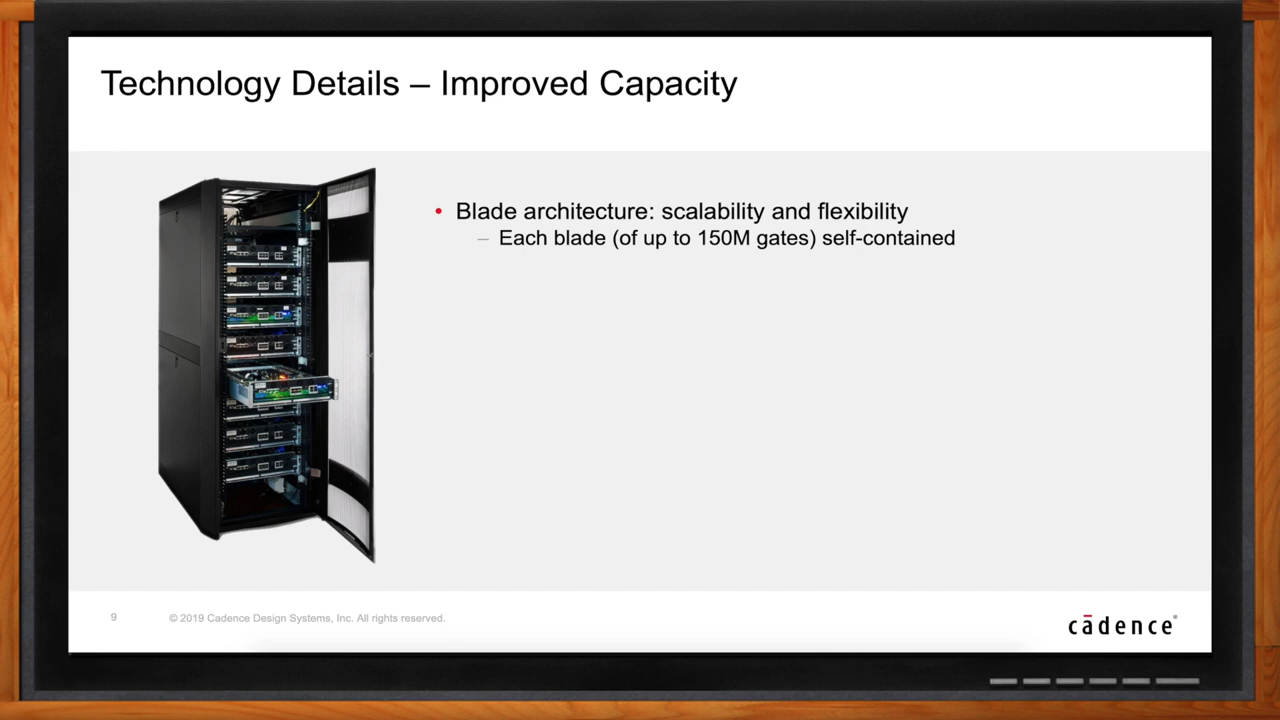 Technology Details – Improved Capacity
• Blade architecture: scalability and flexibility
– Each blade (of up to 150M gates) self-contained
9
© 2019 Cadence Design Systems, Inc. All rights reserved.
cādence®